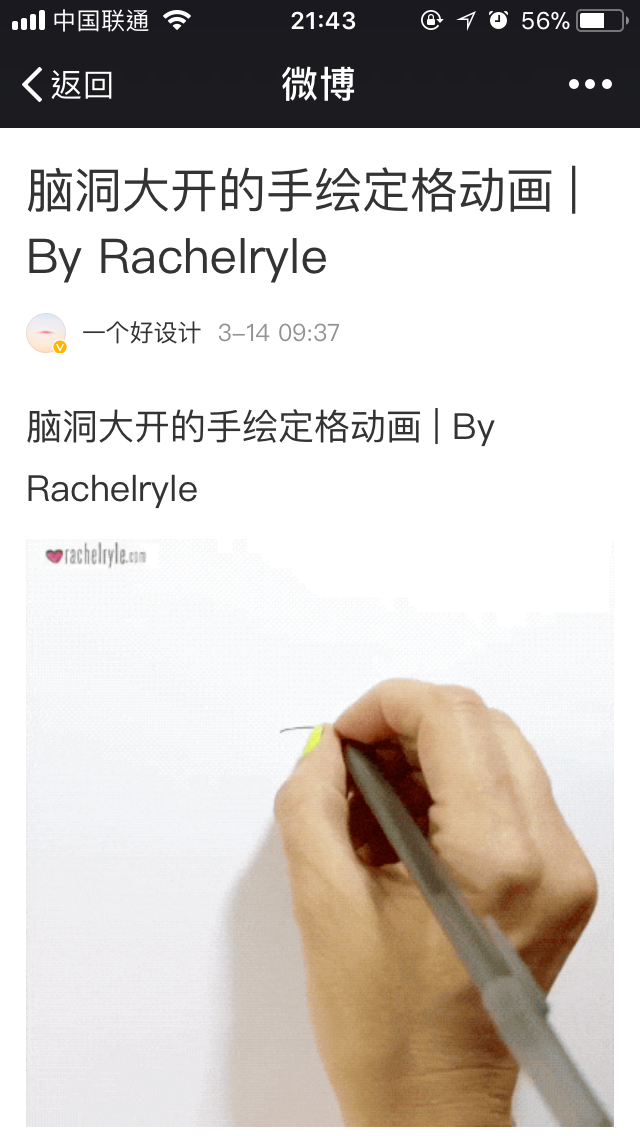 中国联通 21:43 56%
返回 微博
脑洞大开的手绘定格动画 |
By Rachelryle
一个好设计 3-14 09:37
脑洞大开的手绘定格动画 | By
Rachelryle
rachelryle.com